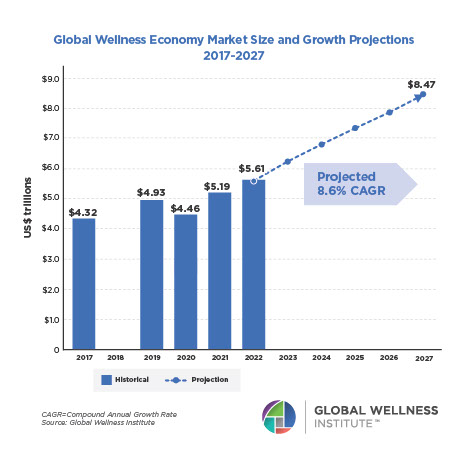 Global Wellness Economy Market Size and Growth Projections
2017-2027
$9.0
$8.0
$7.0
$6.0
$5.0
$4.0
$3.0
$2.0
$1.0
0
US$ trillions
$4.32
$4.93
$4.46
$5.19
$5.61
$8.47
Projected
8.6% CAGR
2017 2018 2019 2020 2021 2022 2023 2024 2025 2026 2027
Historical Projection
CAGR=Compound Annual Growth Rate
Source: Global Wellness Institute
GLOBAL WELLNESS
INSTITUTE™